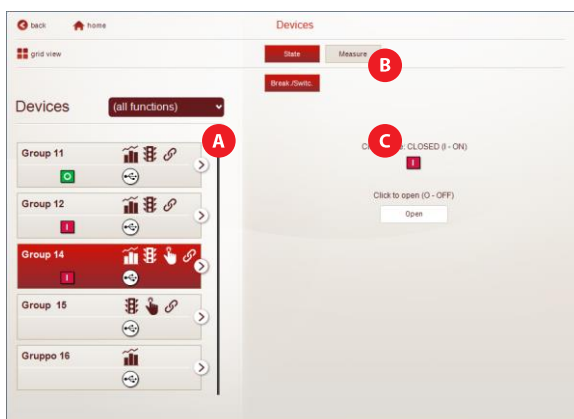 back home Devices
grid view State Measure
B
Break./Switc.
Devices (all functions)
A C
: CLOSED (I - ON)
Group 11
I
O
Click to open (O - OFF)
Group 12
Open
I
Group 14
I
Group 15
Gruppo 16